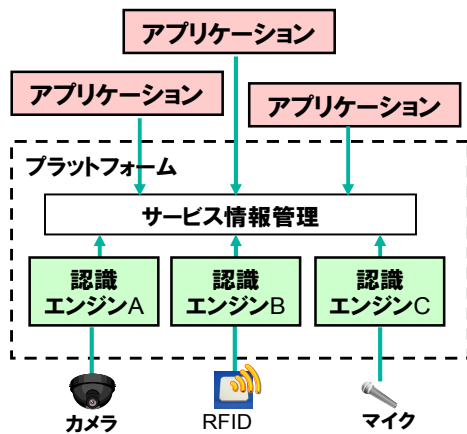 アプリケーション
アプリケーション
アプリケーション
プラットフォーム
サービス情報管理
認識
エンジンA
認識
エンジンB
認識
エンジンC
カメラ
RFID
マイク